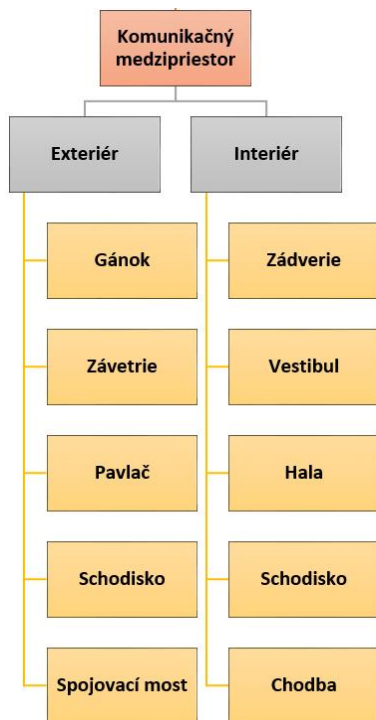 Komunikačný
medzipriestor
Exteriér
Interiér
Gánok
Zádverie
Závetrie
Vestibul
Pavlač
Hala
Schodisko
Schodisko
Spojovací most
Chodba